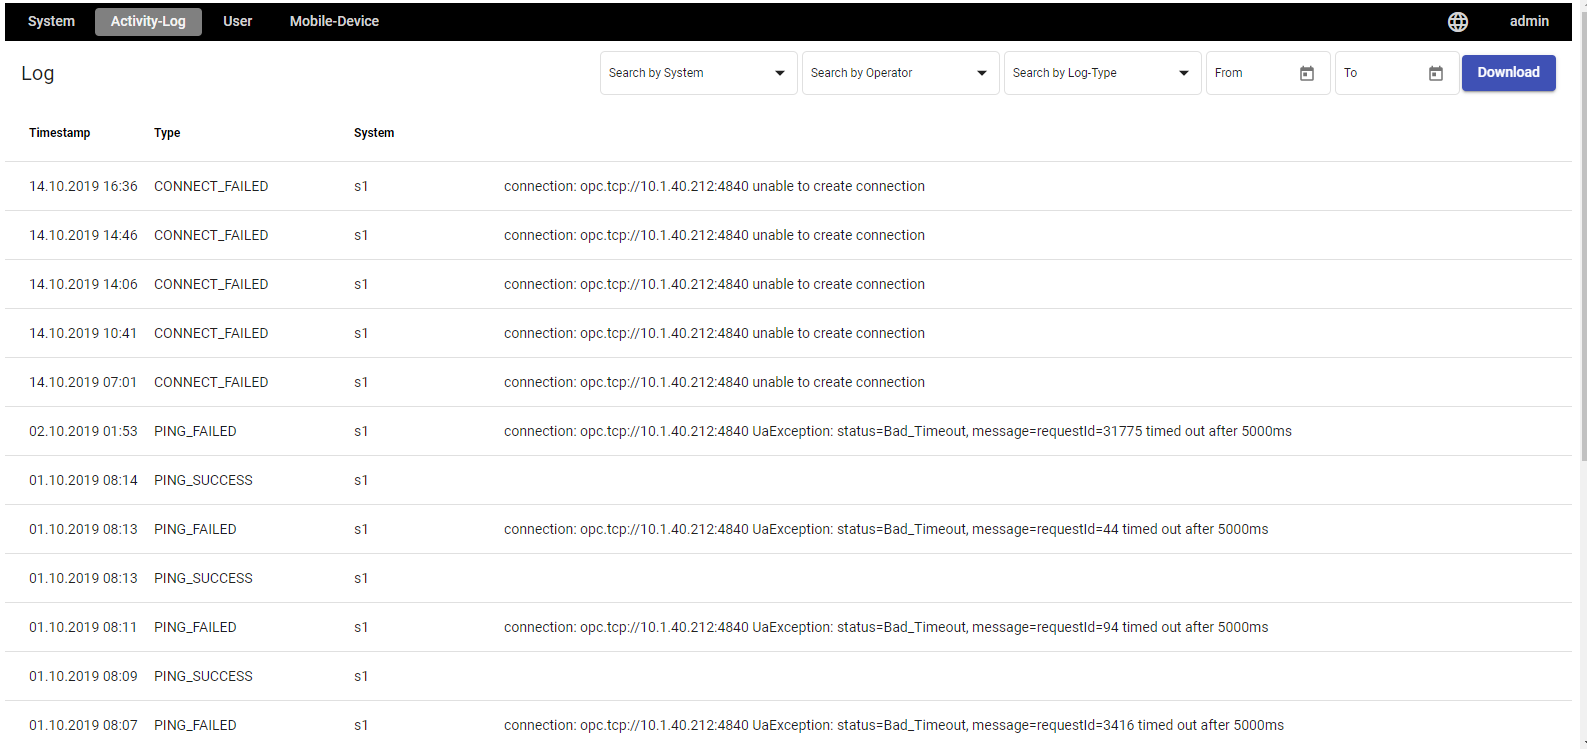 System Activity-Log User Mobile-Device admin
Log Search by System Search by Operator Search by Log-Type From To Download
Timestamp Type System
14.10.2019 16:36 CONNECT_FAILED s1 connection: opc.tcp://10.1.40.212:4840 unable to create connection
14.10.2019 14:46 CONNECT_FAILED s1 connection: opc.tcp://10.1.40.212:4840 unable to create connection
14.10.2019 14:06 CONNECT_FAILED s1 connection: opc.tcp://10.1.40.212:4840 unable to create connection
14.10.2019 10:41 CONNECT_FAILED s1 connection: opc.tcp://10.1.40.212:4840 unable to create connection
14.10.2019 07:01 CONNECT_FAILED s1 connection: opc.tcp://10.1.40.212:4840 unable to create connection
02.10.2019 01:53 PING_FAILED s1 connection: opc.tcp://10.1.40.212:4840 UaException: status=Bad_Timeout, message=requestId=31775 timed out after 5000ms
01.10.2019 08:14 PING_SUCCESS s1
01.10.2019 08:13 PING_FAILED s1 connection: opc.tcp://10.1.40.212:4840 UaException: status=Bad_Timeout, message=requestId=44 timed out after 5000ms
01.10.2019 08:13 PING_SUCCESS s1
01.10.2019 08:11 PING_FAILED s1 connection: opc.tcp://10.1.40.212:4840 UaException: status=Bad_Timeout, message=requestId=94 timed out after 5000ms
01.10.2019 08:09 PING_SUCCESS s1
01.10.2019 08:07 PING_FAILED s1 connection: opc.tcp://10.1.40.212:4840 UaException: status=Bad_Timeout, message=requestId=3416 timed out after 5000ms